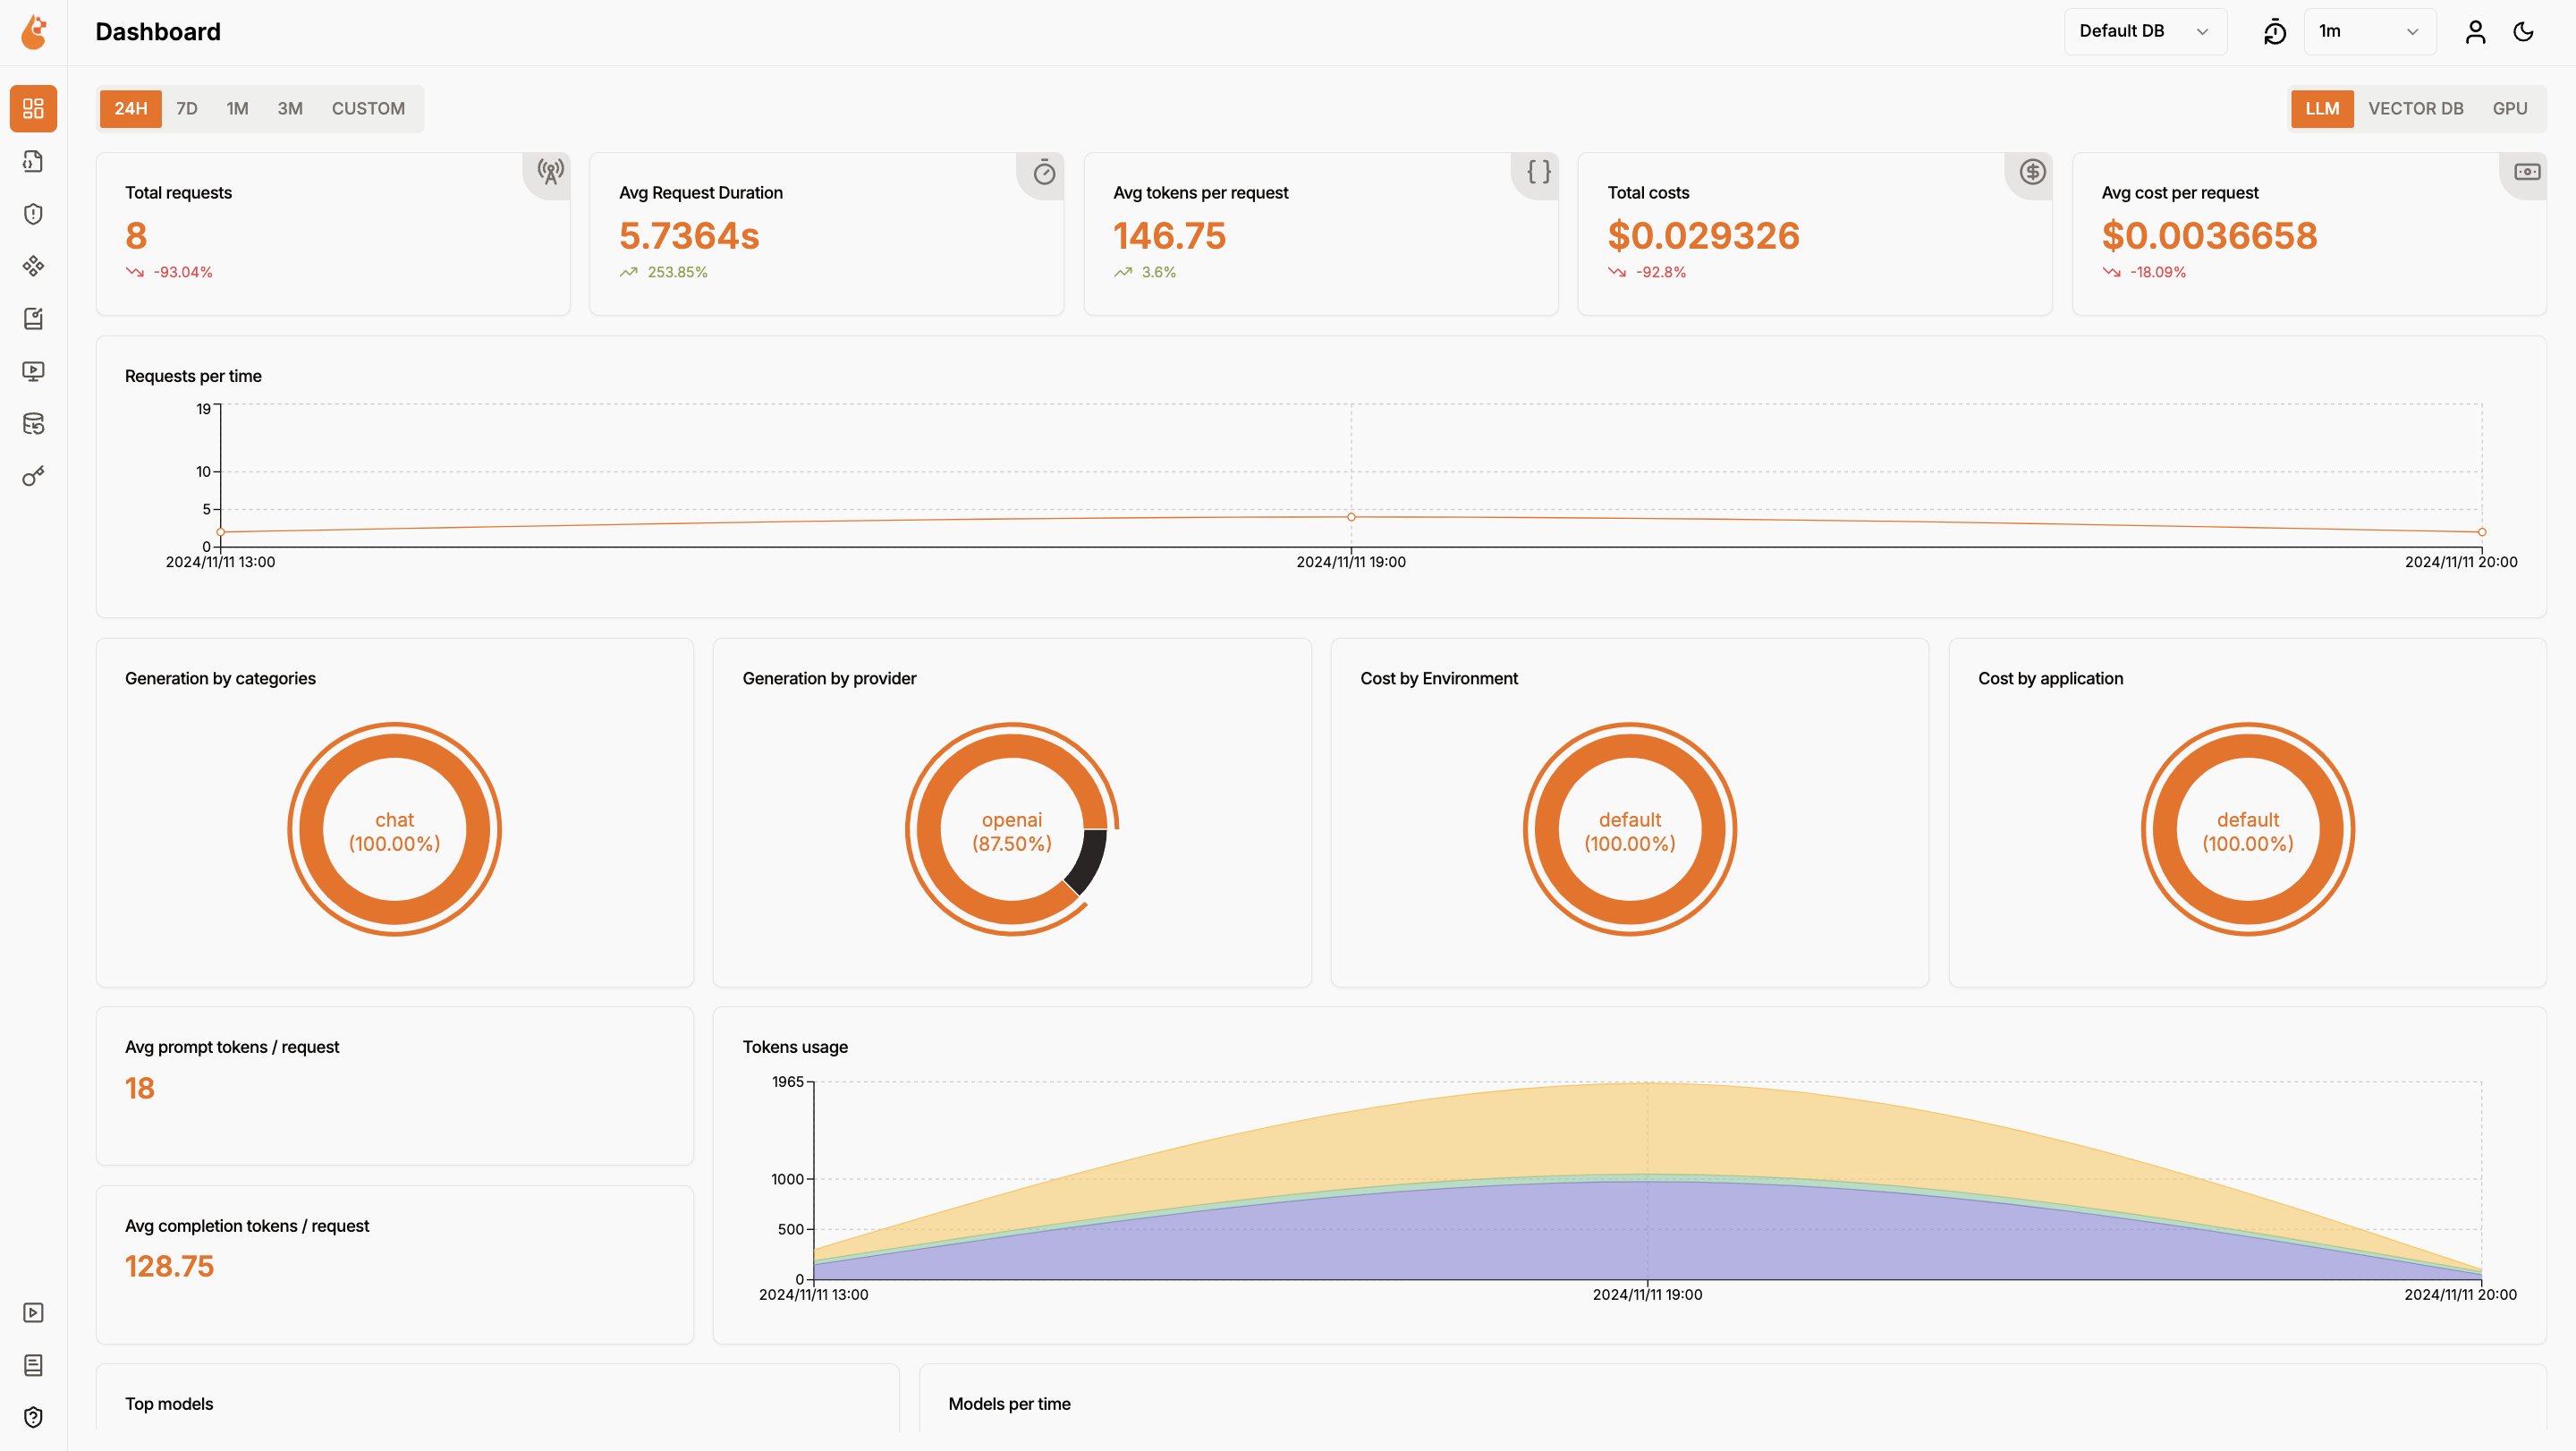 Dashboard
Default DB
1m
24H 7D 1M 3M CUSTOM
LLM VECTOR DB GPU
Total requests
8
-93.04%
Avg Request Duration
5.7364s
253.85%
Avg tokens per request
146.75
3.6%
Total costs
$0.029326
-92.8%
Avg cost per request
$0.0036658
-18.09%
Requests per time
19
10
5
0
2024/11/11 13:00
2024/11/11 19:00
2024/11/11 20:00
Generation by categories
chat
(100.00%)
Generation by provider
openai
(87.50%)
Cost by Environment
default
(100.00%)
Cost by application
default
(100.00%)
Avg prompt tokens / request
18
Avg completion tokens / request
128.75
Tokens usage
1965
1000
500
0
2024/11/11 13:00
2024/11/11 19:00
2024/11/11 20:00
Top models
Models per time